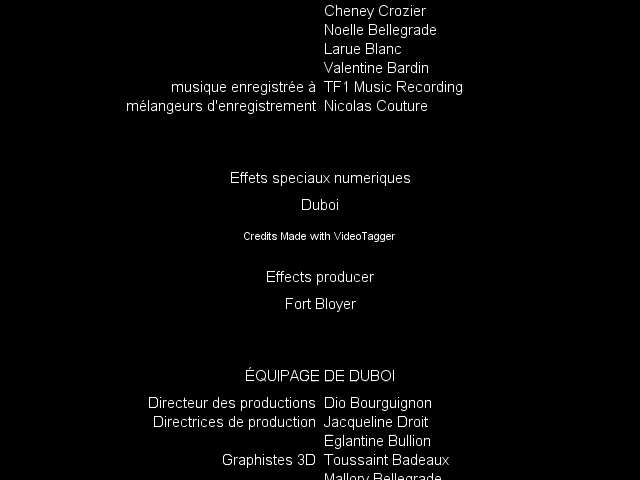 Cheney Crozier
Noelle Bellegrade
Larue Blanc
Valentine Bardin
musique enregistrée à TF1 Music Recording
mélangeurs d'enregistrement Nicolas Couture
Effets speciaux numeriques
Duboi
Credits Made with VideoTagger
Effects producer
Fort Bloyer
ÉQUIPAGE DE DUBOI
Directeur des productions Dio Bourguignon
Directrices de production Jacqueline Droit
Eglantine Bullion
Graphistes 3D Toussaint Badeaux
Mallory Bellegrade